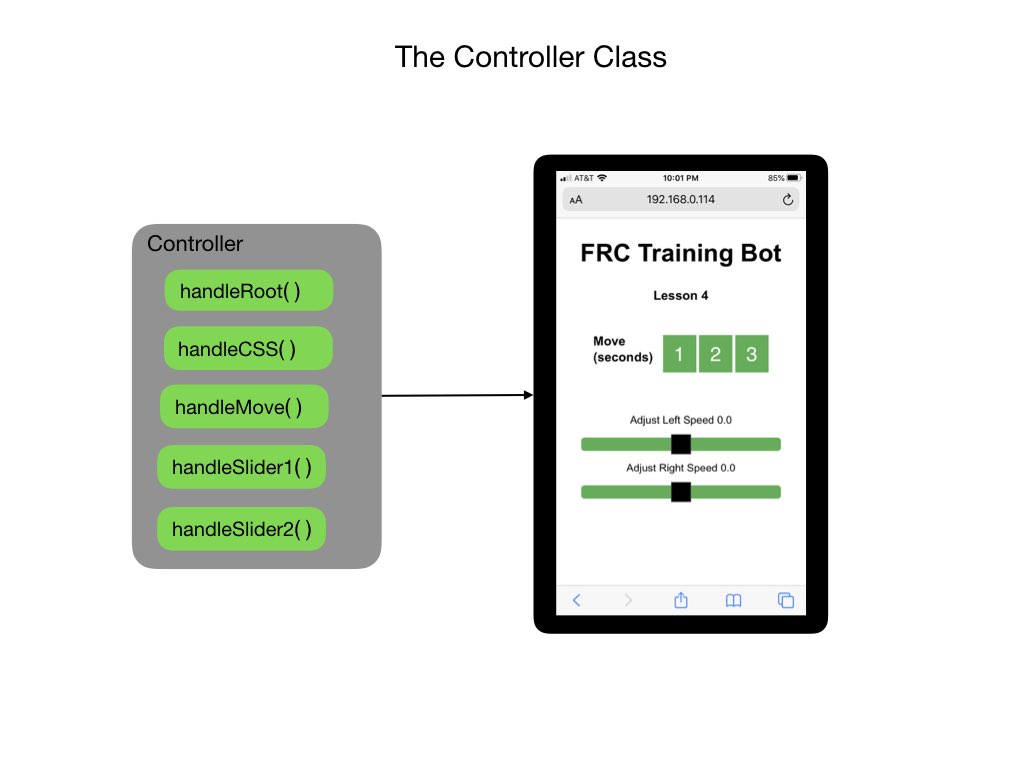 The Controller Class
Controller
handleRoot( )
handleCSS( )
handleMove( )
handleSlider1( )
handleSlider2( )
AT&T 10:01 PM 85%
AA 192.168.0.114
FRC Training Bot
Lesson 4
Move
(seconds) 1 2 3
Adjust Left Speed 0.0
Adjust Right Speed 0.0